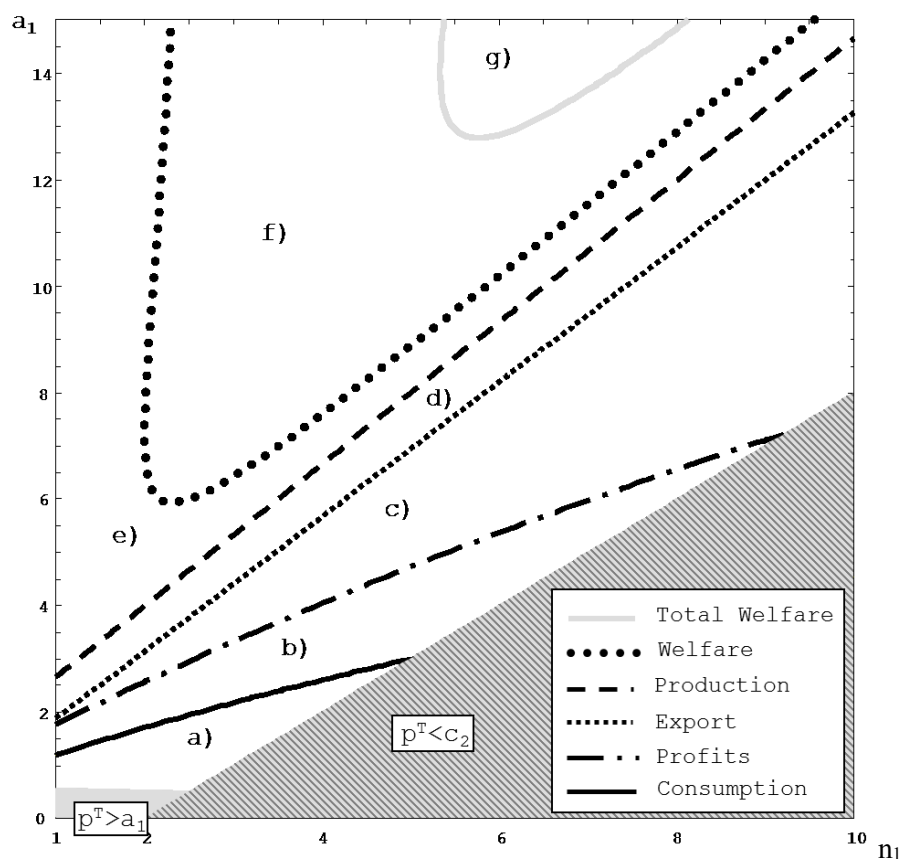 a₁
14
12
10
8
6
4
2
0
g)
f)
d)
c)
e)
b)
a)
Total Welfare
Welfare
Production
Export
Profits
Consumption
pᵀ<c₂
pᵀ>a₁
1 2 4 6 8 10
n₁